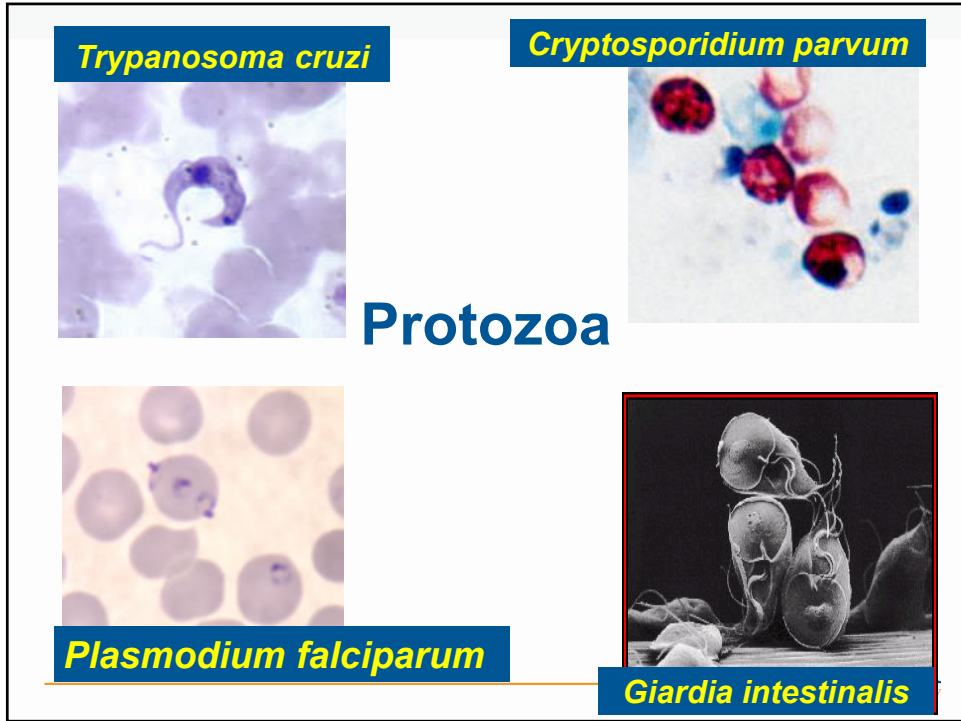 Trypanosoma cruzi
Cryptosporidium parvum
Protozoa
Plasmodium falciparum
Giardia intestinalis